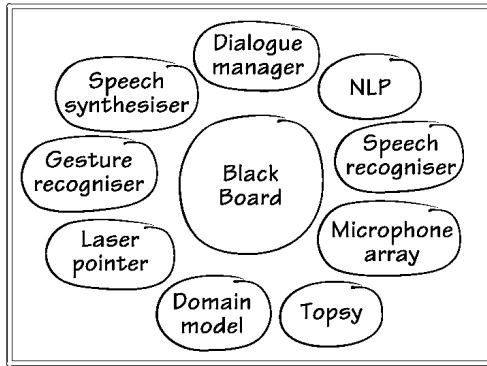 Dialogue
manager
NLP
Speech
synthesiser
Speech
recogniser
Gesture
recogniser
Black
Board
Microphone
array
Laser
pointer
Domain
model
Topsy